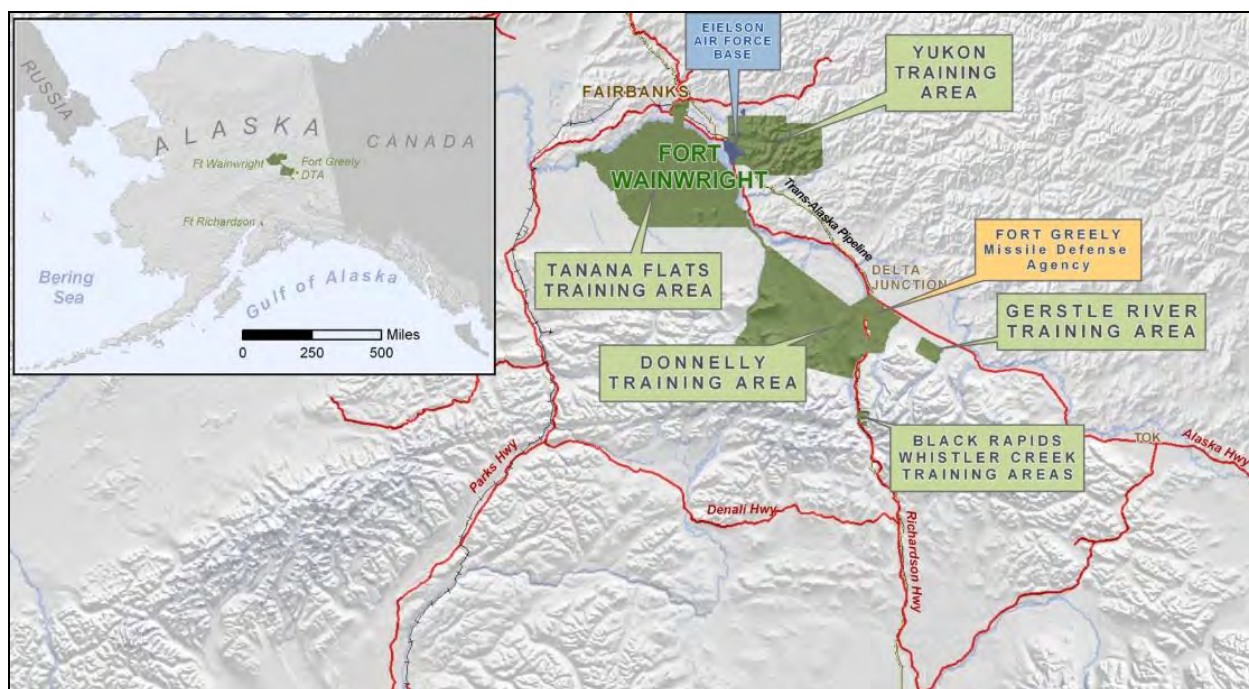 RUSSIA
ALASKA
CANADA
Ft Wainwright
Fort Greely
DTA
Ft Richardson
Bering
Sea
Gulf of Alaska
Miles
0 250 500
EIELSON
AIR FORCE
BASE
YUKON
TRAINING
AREA
FAIRBANKS
FORT
WAINWRIGHT
Trans-Alaska Pipeline
FORT GREELY
Missile Defense
Agency
TANANA FLATS
TRAINING AREA
DELTA
JUNCTION
GERSTLE RIVER
TRAINING AREA
DONNELLY
TRAINING AREA
BLACK RAPIDS
WHISTLER CREEK
TRAINING AREAS
TOK
Alaska Hwy
Parks Hwy
Denali Hwy
Richardson Hwy